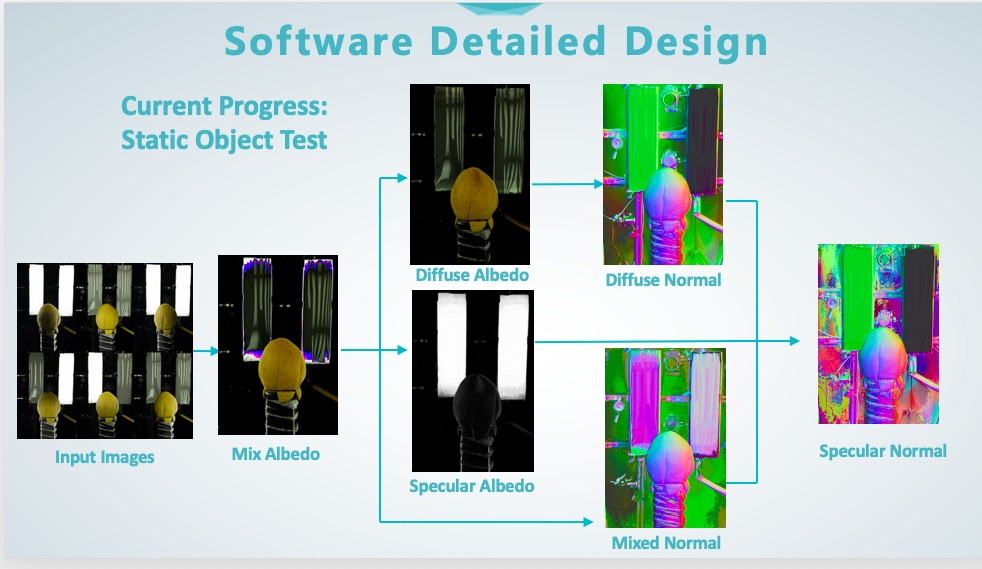 Software Detailed Design
Current Progress:
Static Object Test
Diffuse Albedo
Diffuse Normal
Input Images
Mix Albedo
Specular Albedo
Specular Normal
Mixed Normal